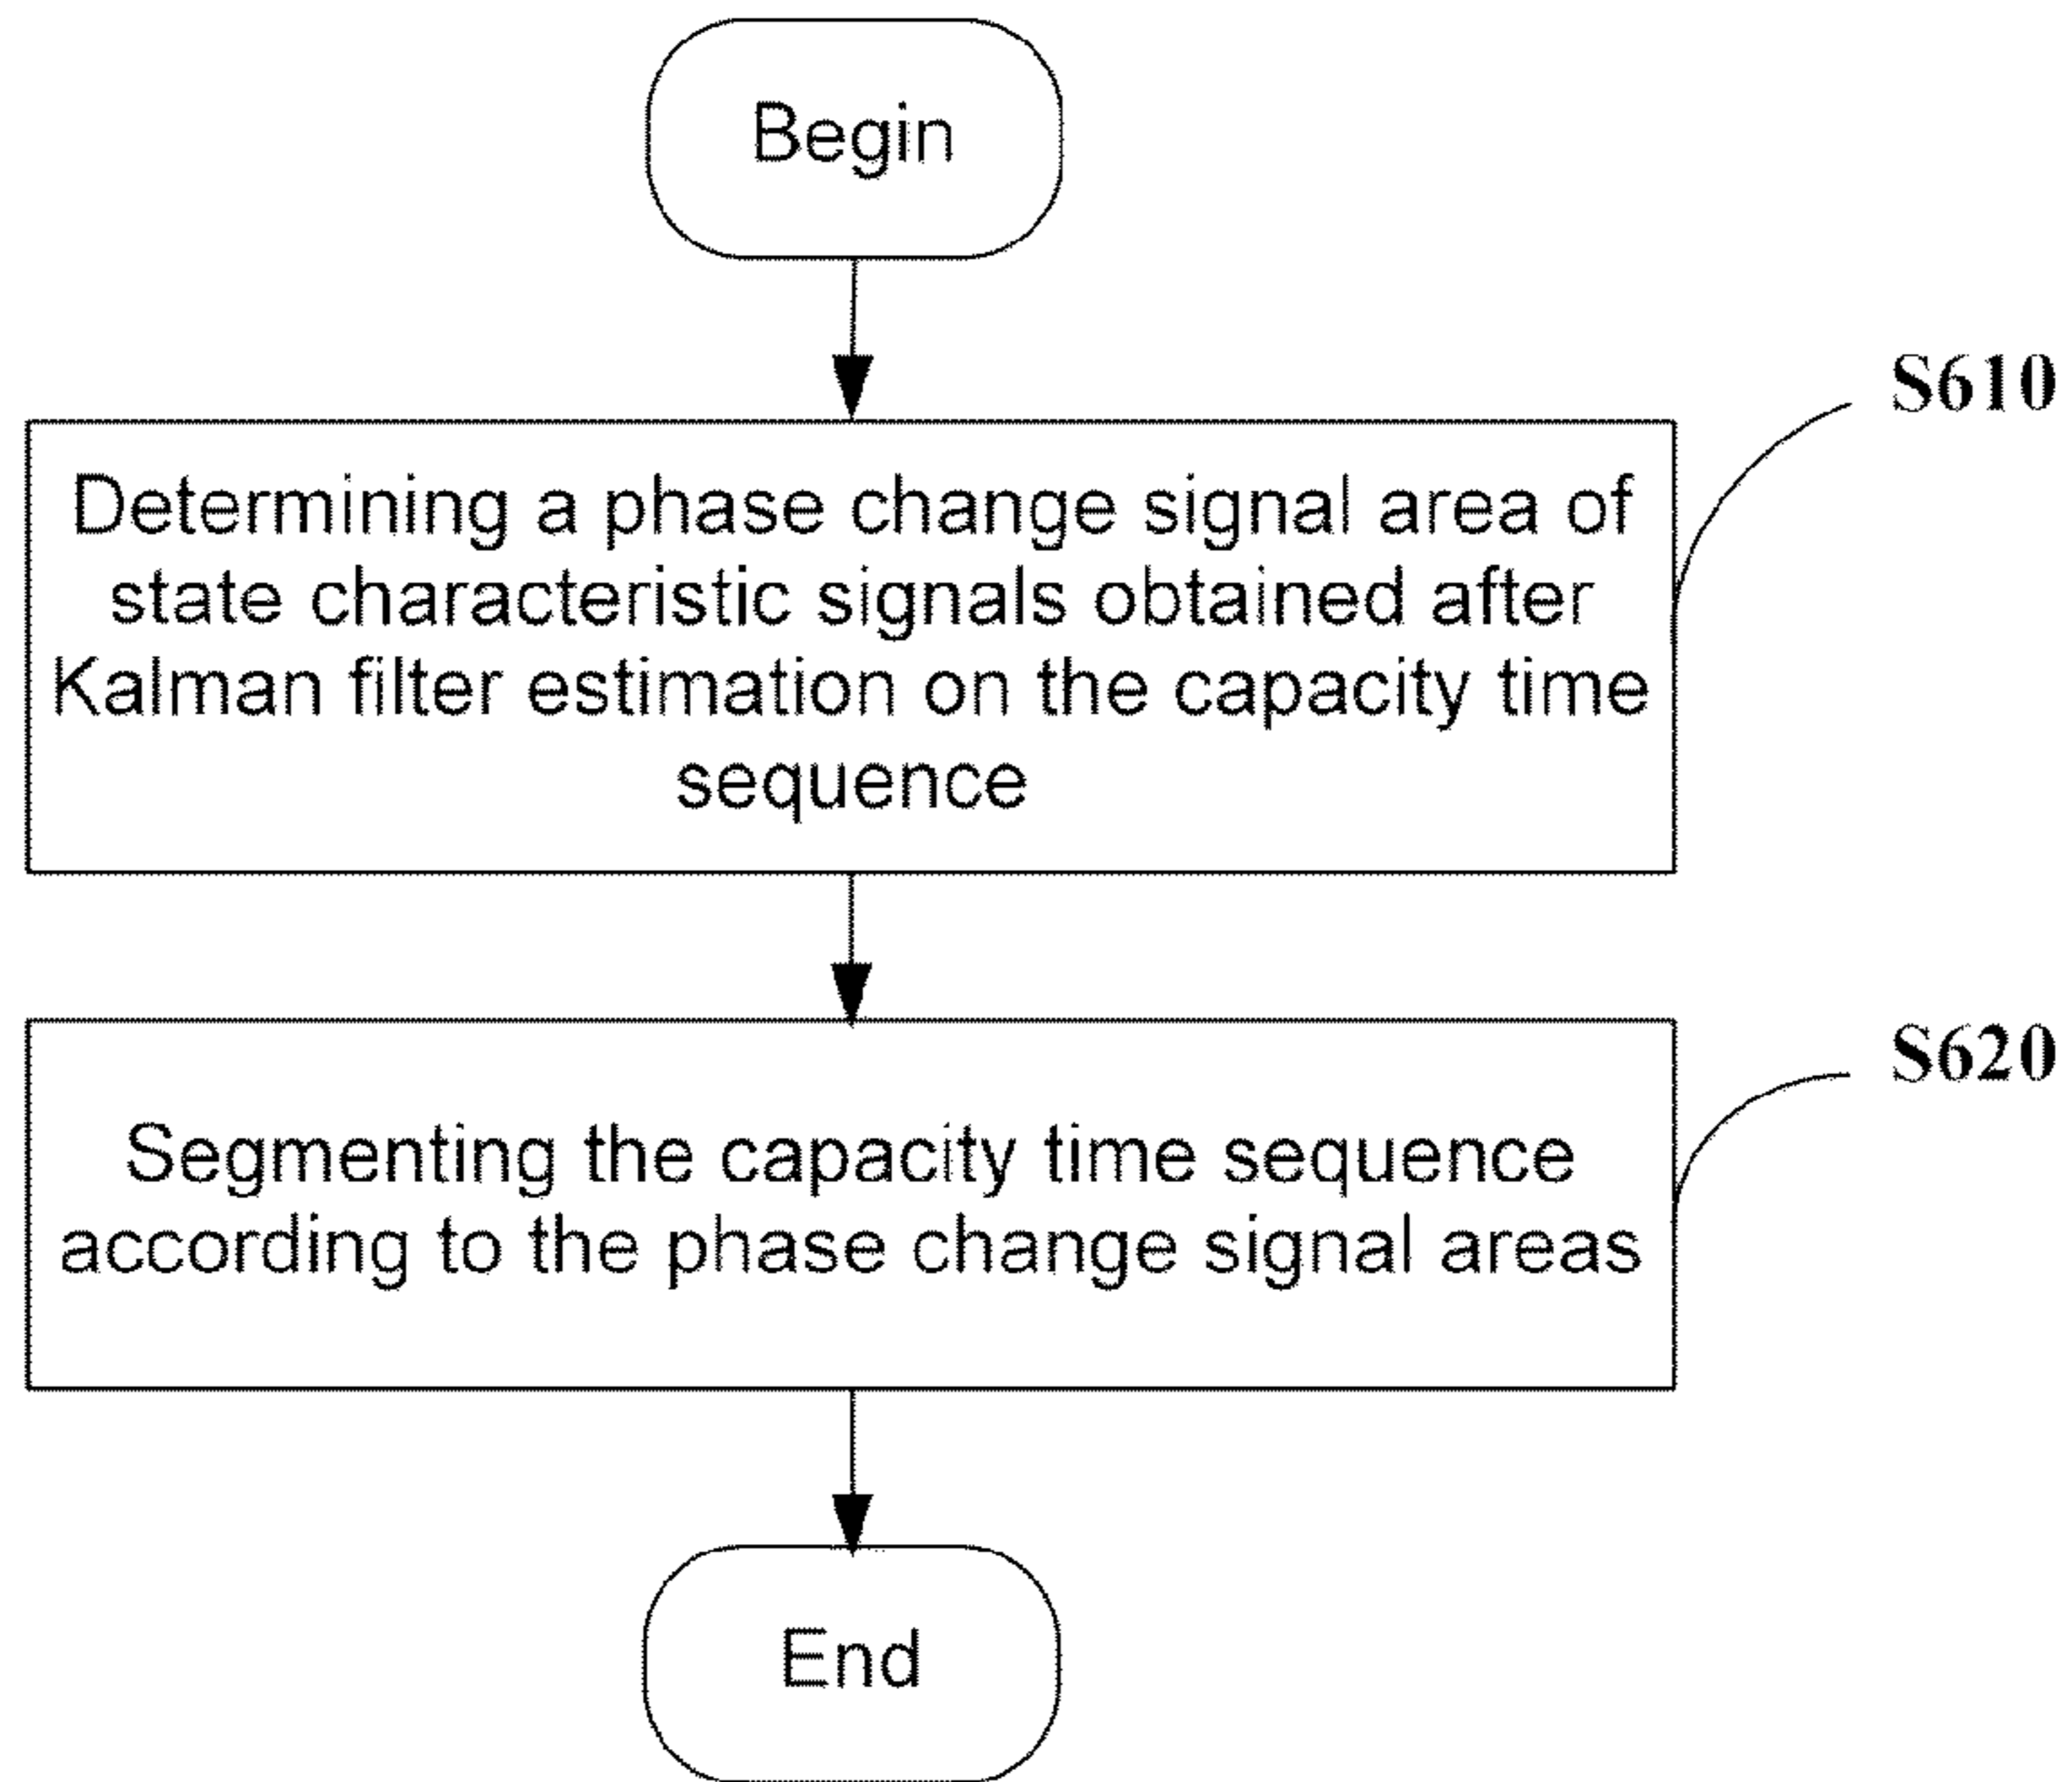 Begin
S610
Determining a phase change signal area of
state characteristic signals obtained after
Kalman filter estimation on the capacity time
sequence
S620
Segmenting the capacity time sequence
according to the phase change signal areas
End